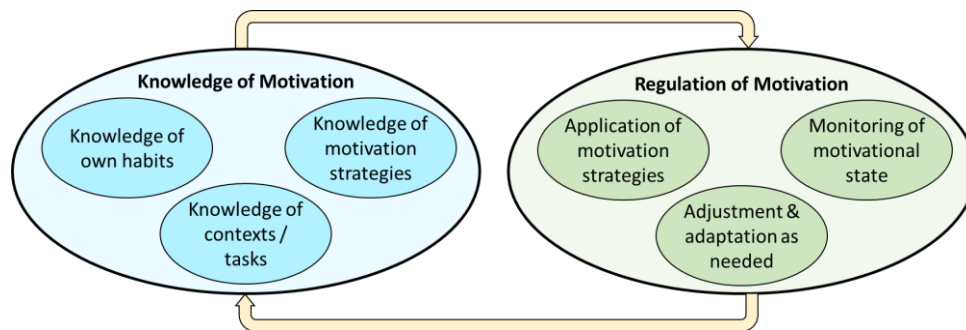 Knowledge of Motivation
Knowledge of
own habits
Knowledge of
motivation
strategies
Knowledge of
contexts /
tasks
Regulation of Motivation
Application of
motivation
strategies
Monitoring of
motivational
state
Adjustment &
adaptation as
needed